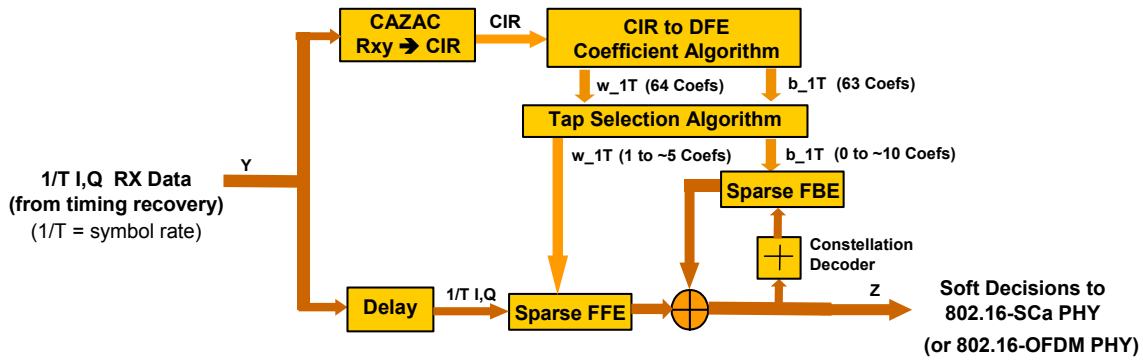 CAZAC
Rxy ➔ CIR
CIR
CIR to DFE
Coefficient Algorithm
w_1T (64 Coefs)
b_1T (63 Coefs)
Tap Selection Algorithm
w_1T (1 to ~5 Coefs)
b_1T (0 to ~10 Coefs)
Y
1/T I,Q RX Data
(from timing recovery)
(1/T = symbol rate)
Sparse FBE
Constellation
Decoder
Delay
1/T I,Q
Sparse FFE
Z
Soft Decisions to
802.16-SCa PHY
(or 802.16-OFDM PHY)